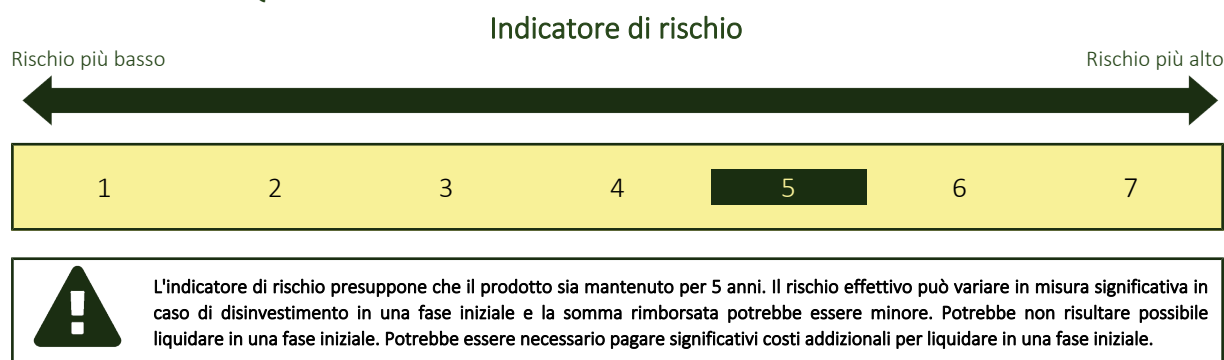 Indicatore di rischio
Rischio più basso
Rischio più alto
1 2 3 4 5 6 7
L'indicatore di rischio presuppone che il prodotto sia mantenuto per 5 anni. Il rischio effettivo può variare in misura significativa in
caso di disinvestimento in una fase iniziale e la somma rimborsata potrebbe essere minore. Potrebbe non risultare possibile
liquidare in una fase iniziale. Potrebbe essere necessario pagare significativi costi addizionali per liquidare in una fase iniziale.